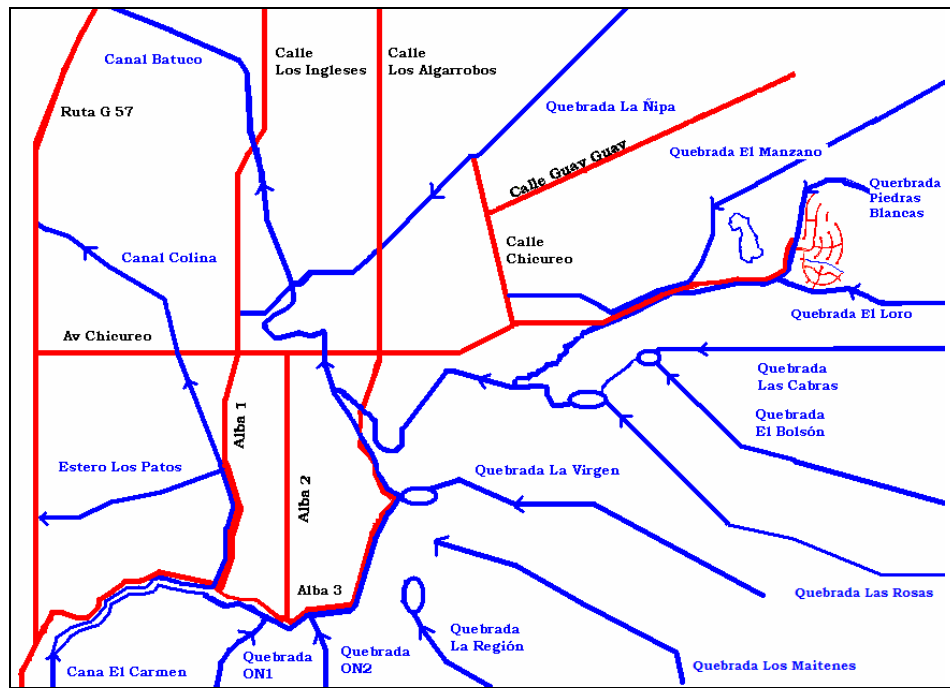 Canal Batuco
Calle
Los Ingleses
Calle
Los Algarrobos
Ruta G 57
Quebrada La Ñipa
Calle Guay Guay
Quebrada El Manzano
Querbrada
Piedras
Blancas
Canal Colina
Calle
Chicureo
Quebrada El Loro
Av Chicureo
Quebrada
Las Cabras
Quebrada
El Bolsón
Alba 1
Alba 2
Estero Los Patos
Quebrada La Virgen
Alba 3
Quebrada Las Rosas
Quebrada
La Región
Quebrada
ON1
Quebrada
ON2
Cana El Carmen
Quebrada Los Maitenes